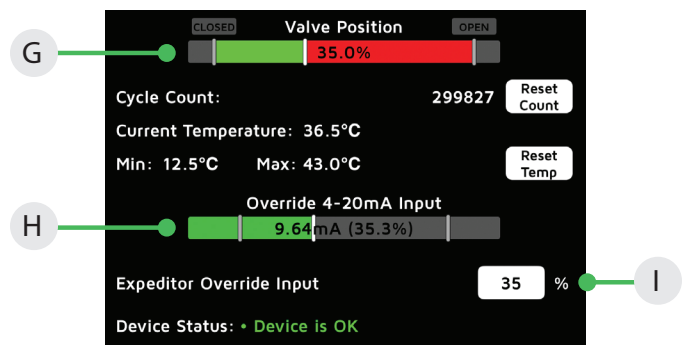 CLOSED Valve Position OPEN
G 35.0%
Cycle Count: 299827 Reset Count
Current Temperature: 36.5°C
Min: 12.5°C Max: 43.0°C Reset Temp
Override 4-20mA Input
H 9.64mA (35.3%)
Expeditor Override Input 35 % I
Device Status: • Device is OK